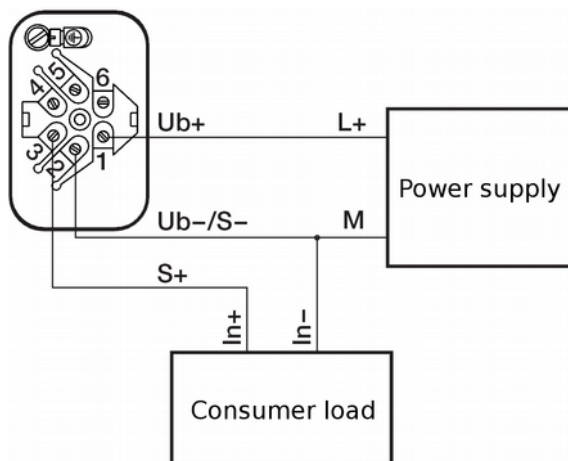 5
4
6
3
2
1
Ub+
L+
Power supply
Ub−/S−
M
S+
In+
In−
Consumer load